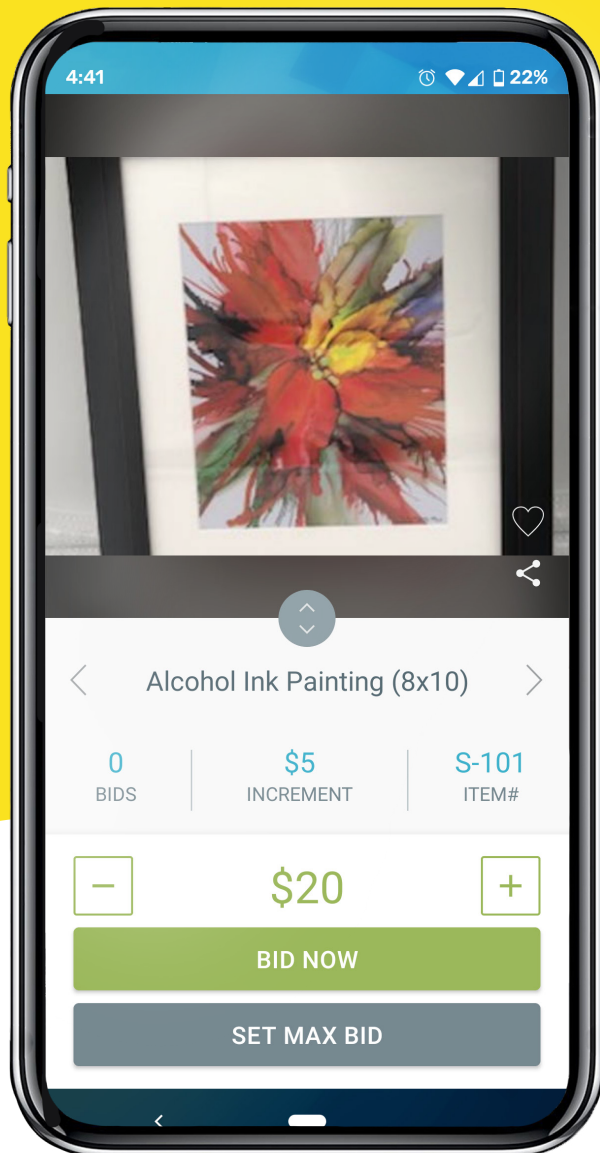 4:41 22%
Alcohol Ink Painting (8x10)
0 $5 S-101
BIDS INCREMENT ITEM#
− $20 +
BID NOW
SET MAX BID